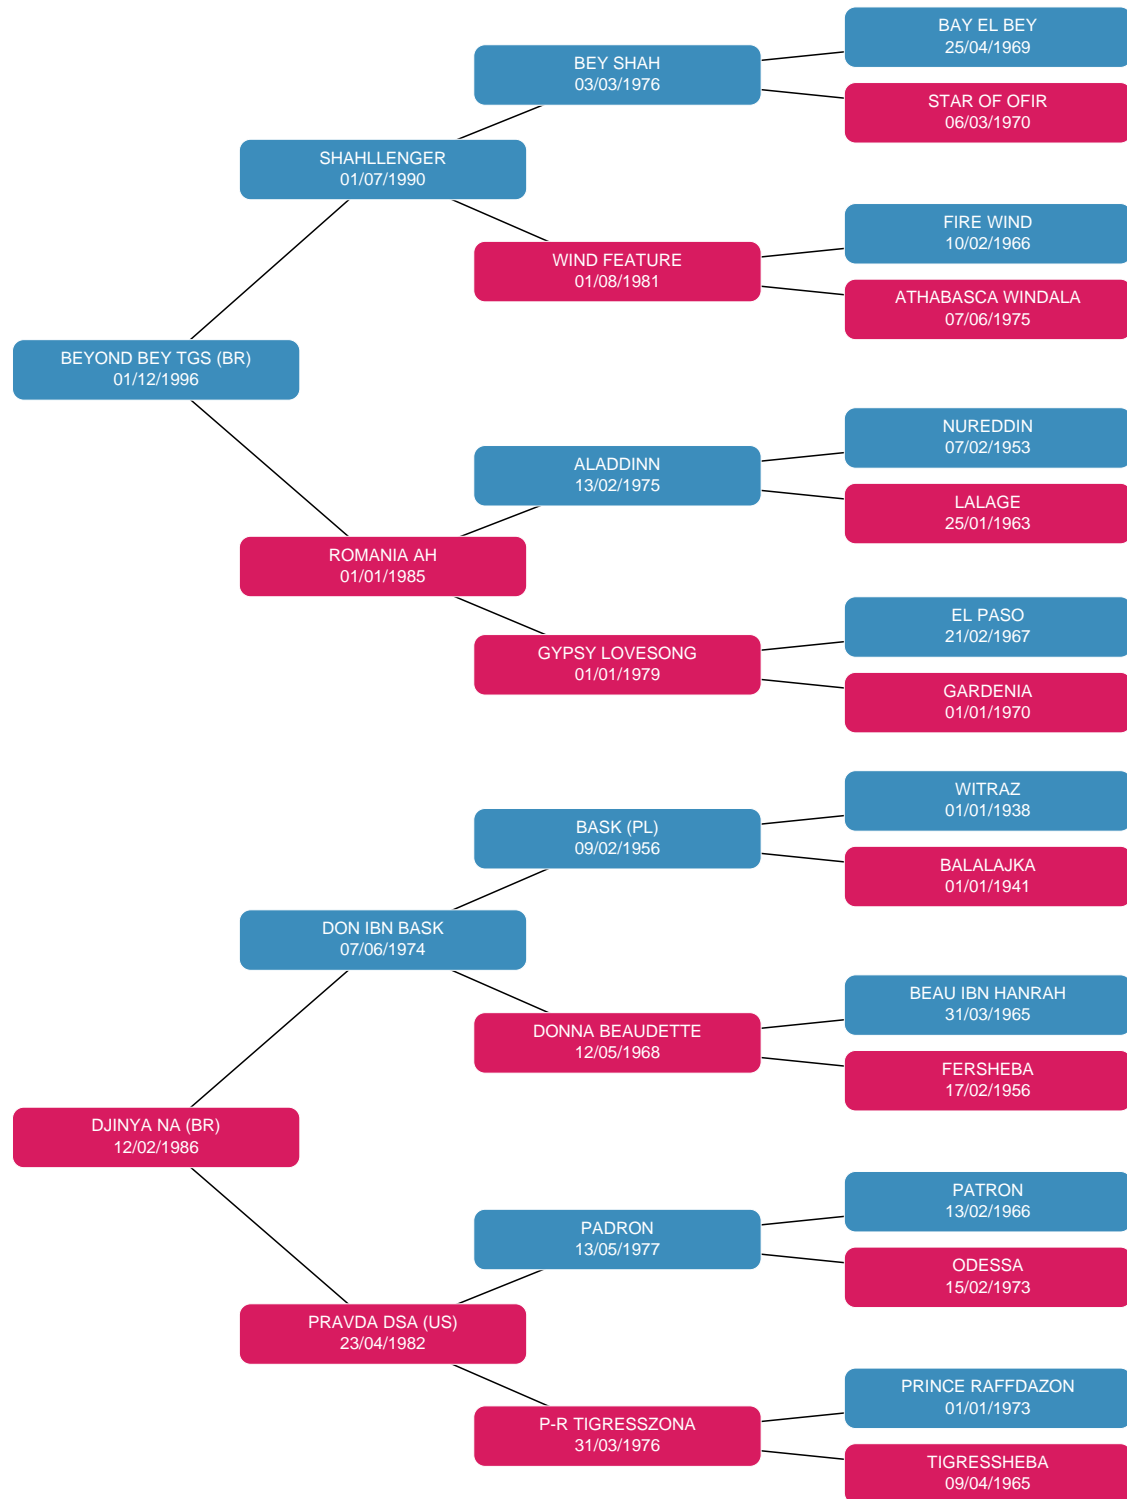 BAY EL BEY
25/04/1969
BEY SHAH
03/03/1976
STAR OF OFIR
06/03/1970
SHAHLLENGER
01/07/1990
FIRE WIND
10/02/1966
WIND FEATURE
01/08/1981
ATHABASCA WINDALA
07/06/1975
BEYOND BEY TGS (BR)
01/12/1996
NUREDDIN
07/02/1953
ALADDINN
13/02/1975
LALAGE
25/01/1963
ROMANIA AH
01/01/1985
EL PASO
21/02/1967
GYPSY LOVESONG
01/01/1979
GARDENIA
01/01/1970
WITRAZ
01/01/1938
BASK (PL)
09/02/1956
BALALAJKA
01/01/1941
DON IBN BASK
07/06/1974
BEAU IBN HANRAH
31/03/1965
DONNA BEAUDETTE
12/05/1968
FERSHEBA
17/02/1956
DJINYA NA (BR)
12/02/1986
PATRON
13/02/1966
PADRON
13/05/1977
ODESSA
15/02/1973
PRAVDA DSA (US)
23/04/1982
PRINCE RAFFDAZON
01/01/1973
P-R TIGRESSZONA
31/03/1976
TIGRESSHEBA
09/04/1965